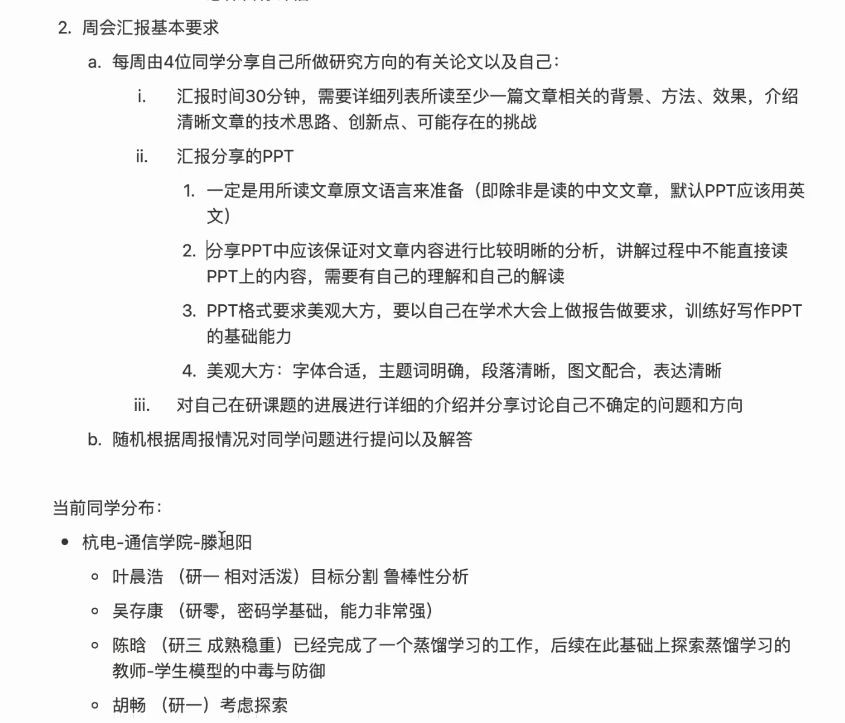 2. 周会汇报基本要求
a. 每周由4位同学分享自己所做研究方向的有关论文以及自己：
i. 汇报时间30分钟，需要详细列表所读至少一篇文章相关的背景、方法、效果，介绍
清晰文章的技术思路、创新点、可能存在的挑战
ii. 汇报分享的PPT
1. 一定是用所读文章原文语言来准备（即除非是读的中文文章，默认PPT应该用英
文）
2. 分享PPT中应该保证对文章内容进行比较明晰的分析，讲解过程中不能直接读
PPT上的内容，需要有自己的理解和自己的解读
3. PPT格式要求美观大方，要以自己在学术大会上做报告做要求，训练好写作PPT
的基础能力
4. 美观大方：字体合适，主题词明确，段落清晰，图文配合，表达清晰
iii. 对自己在研课题的进展进行详细的介绍并分享讨论自己不确定的问题和方向
b. 随机根据周报情况对同学问题进行提问以及解答
当前同学分布：
杭电-通信学院-滕旭阳
叶晨浩 （研一 相对活泼）目标分割 鲁棒性分析
吴存康 （研零，密码学基础，能力非常强）
陈晗 （研三 成熟稳重）已经完成了一个蒸馏学习的工作，后续在此基础上探索蒸馏学习的
教师-学生模型的中毒与防御
胡畅 （研一）考虑探索